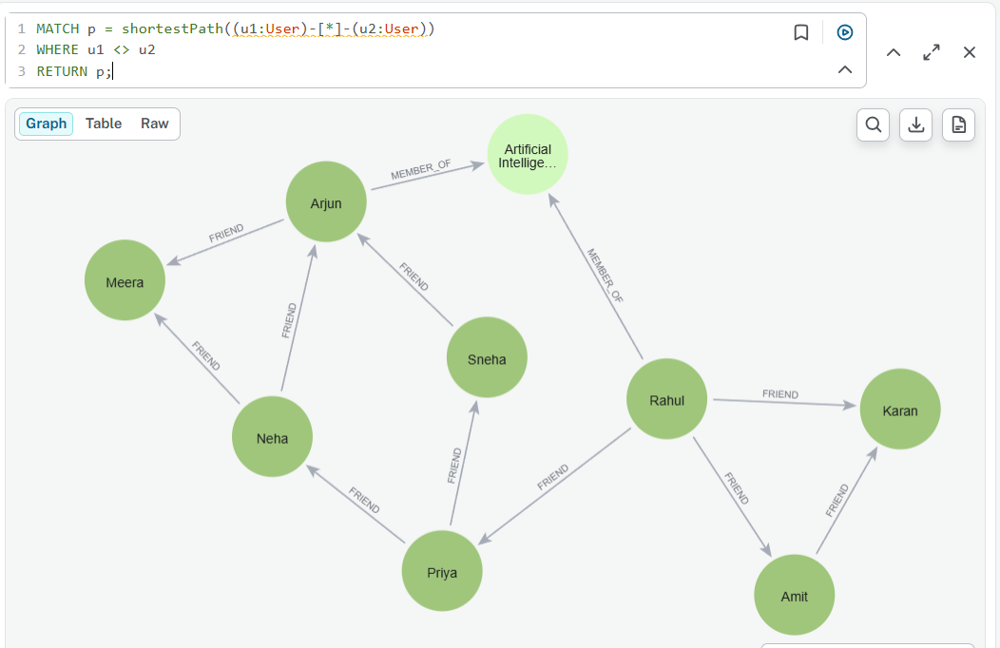 1 MATCH p = shortestPath((u1:User)-[*]-(u2:User))
2 WHERE u1 <> u2
3 RETURN p;
Graph Table Raw
Artificial
Intellige...
MEMBER_OF
Arjun
FRIEND
MEMBER_OF
FRIEND
Meera
FRIEND
FRIEND
Sneha
Rahul
FRIEND
Karan
Neha
FRIEND
FRIEND
FRIEND
FRIEND
FRIEND
Priya
Amit